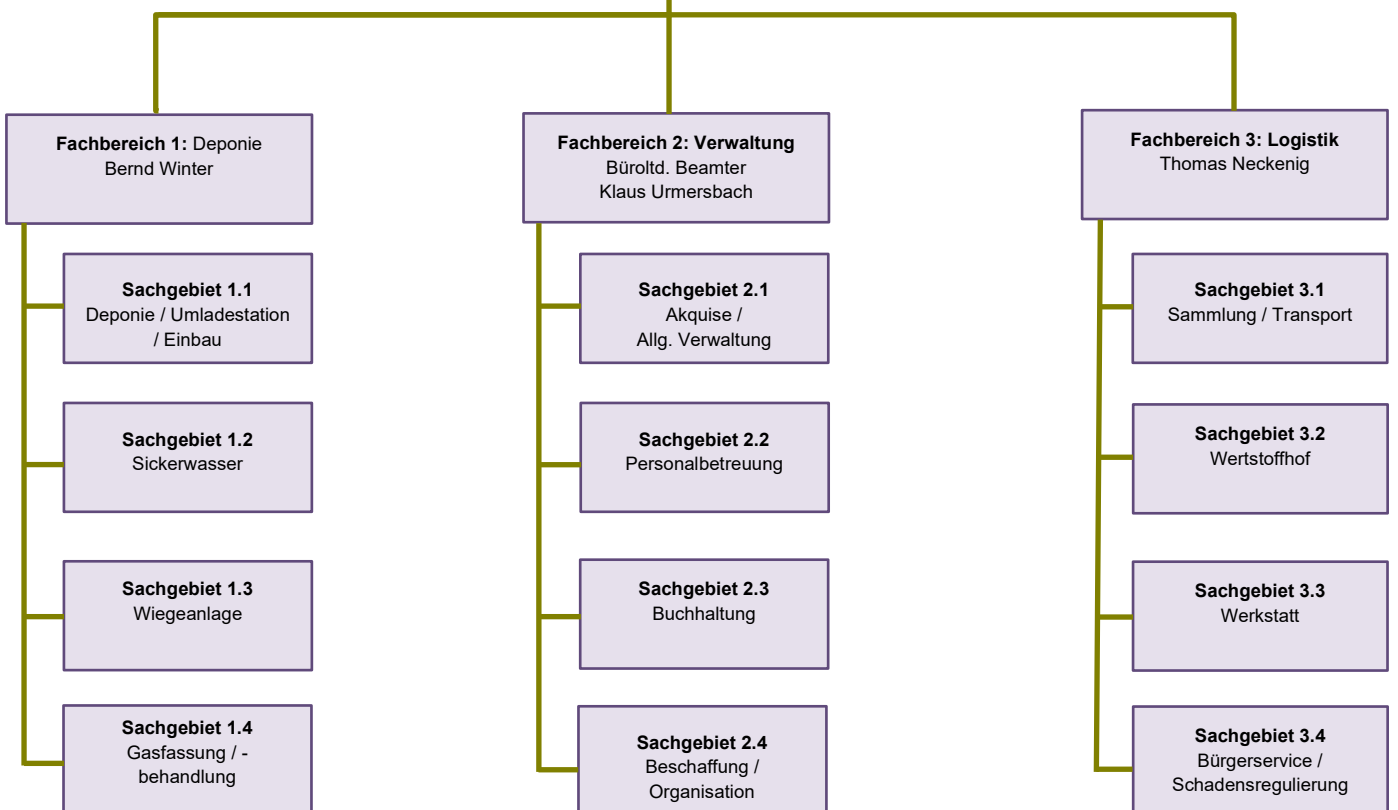 Fachbereich 1: Deponie
Bernd Winter
Fachbereich 2: Verwaltung
Büroltd. Beamter
Klaus Urmersbach
Fachbereich 3: Logistik
Thomas Neckenig
Sachgebiet 1.1
Deponie / Umladestation
/ Einbau
Sachgebiet 2.1
Akquise /
Allg. Verwaltung
Sachgebiet 3.1
Sammlung / Transport
Sachgebiet 1.2
Sickerwasser
Sachgebiet 2.2
Personalbetreuung
Sachgebiet 3.2
Wertstoffhof
Sachgebiet 1.3
Wiegeanlage
Sachgebiet 2.3
Buchhaltung
Sachgebiet 3.3
Werkstatt
Sachgebiet 1.4
Gasfassung / -
behandlung
Sachgebiet 2.4
Beschaffung /
Organisation
Sachgebiet 3.4
Bürgerservice /
Schadensregulierung